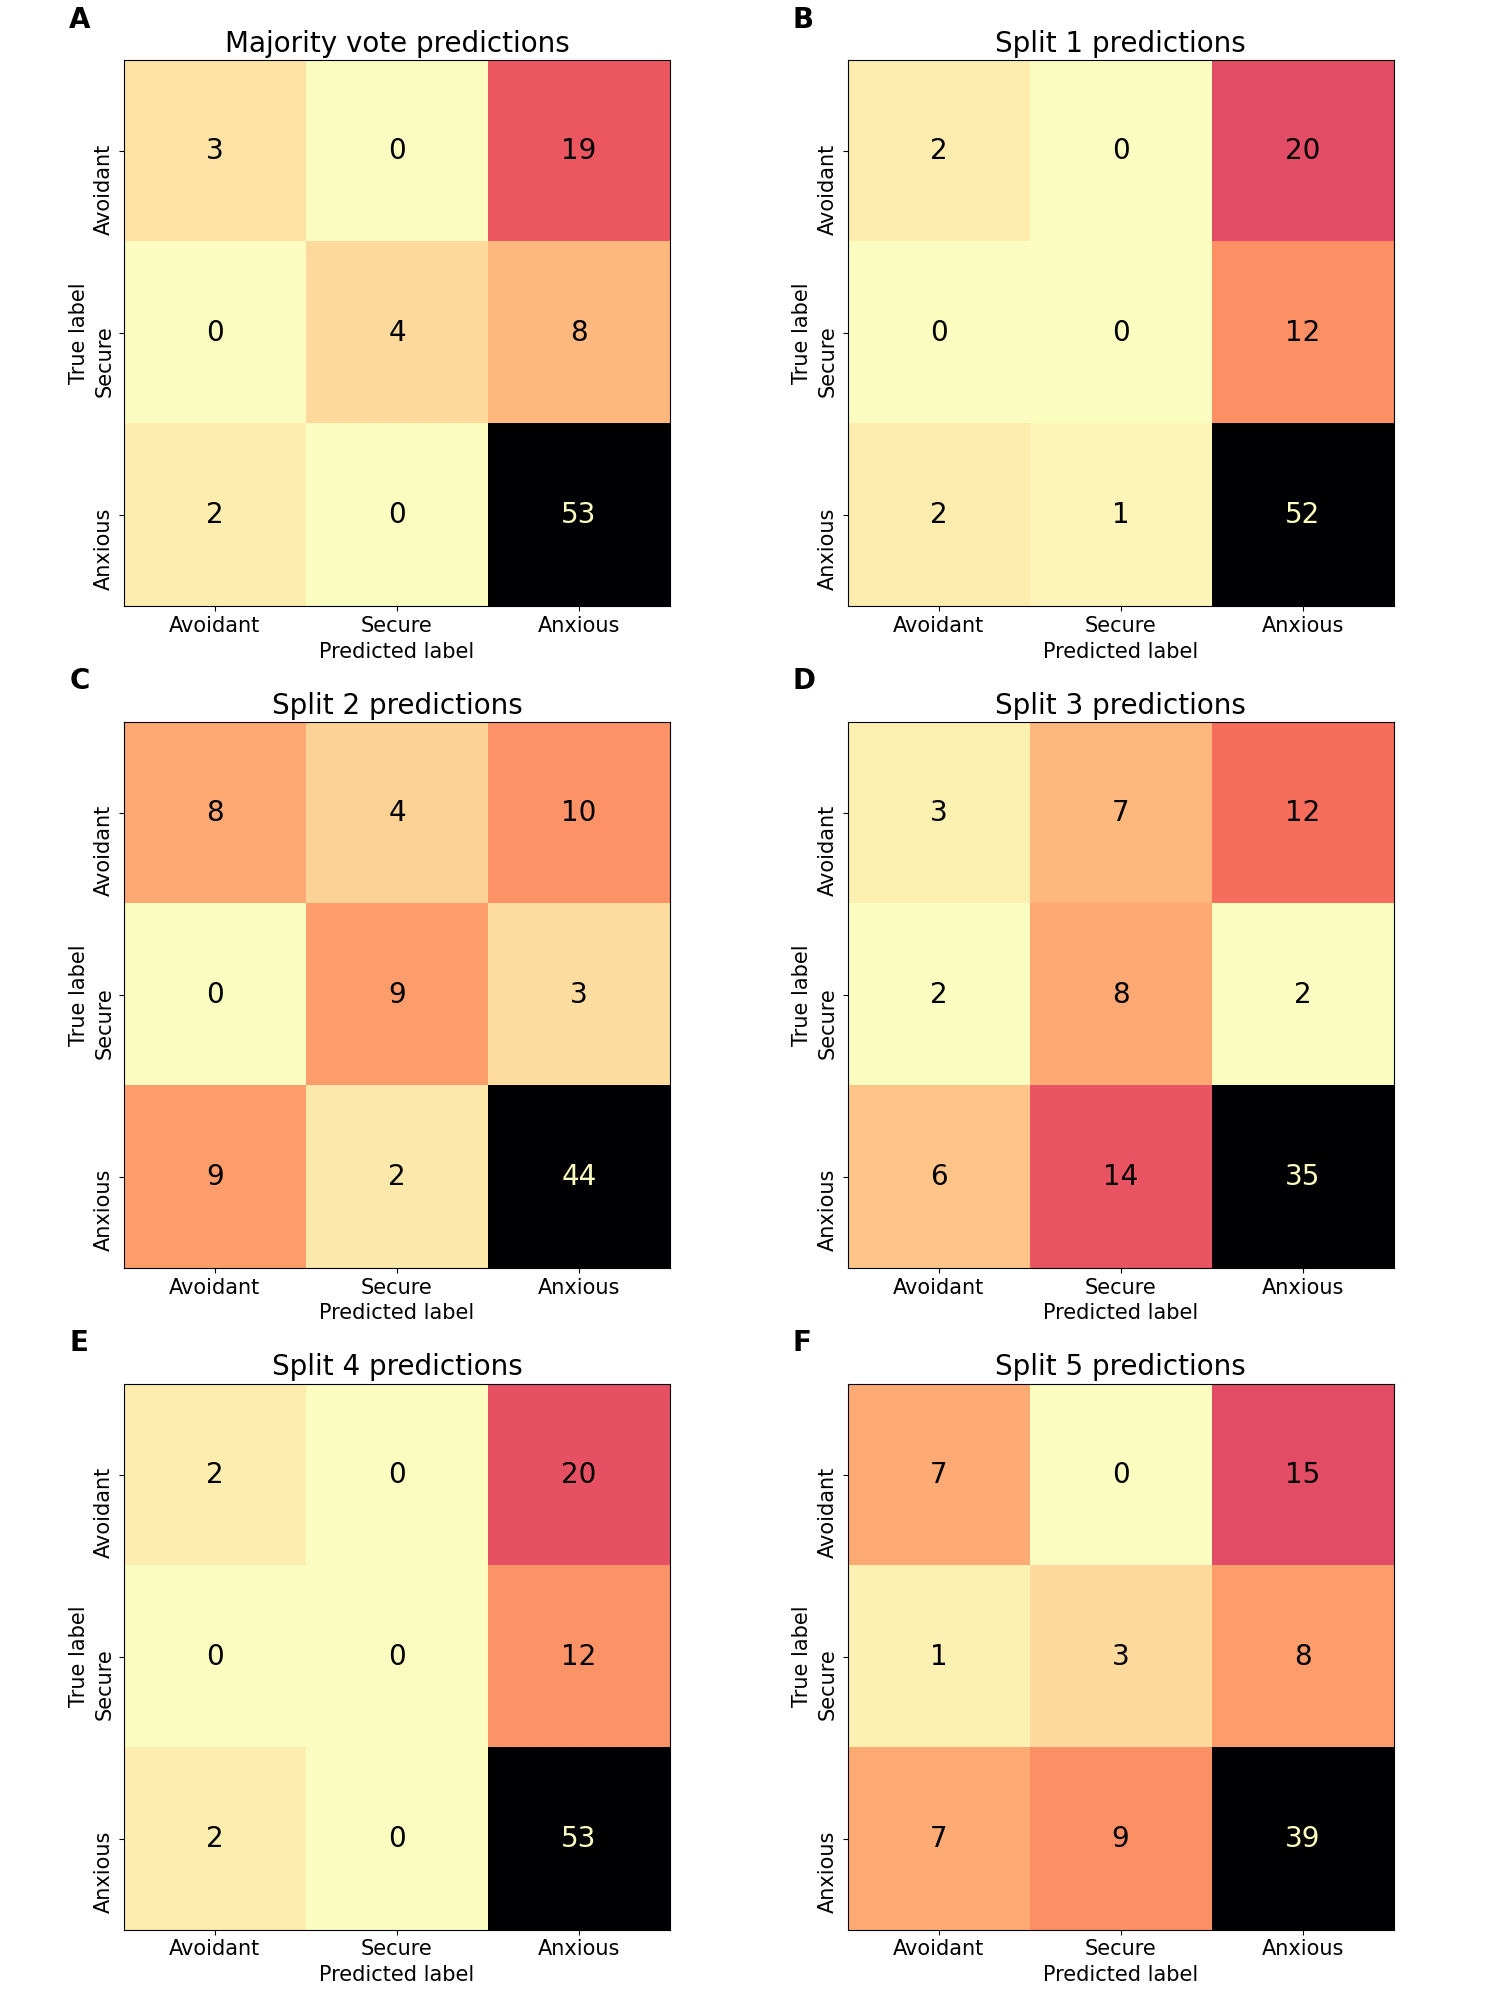 A
Majority vote predictions
True label
Avoidant
3 0 19
Secure
0 4 8
Anxious
2 0 53
Avoidant Secure Anxious
Predicted label
B
Split 1 predictions
True label
Avoidant
2 0 20
Secure
0 0 12
Anxious
2 1 52
Avoidant Secure Anxious
Predicted label
C
Split 2 predictions
True label
Avoidant
8 4 10
Secure
0 9 3
Anxious
9 2 44
Avoidant Secure Anxious
Predicted label
D
Split 3 predictions
True label
Avoidant
3 7 12
Secure
2 8 2
Anxious
6 14 35
Avoidant Secure Anxious
Predicted label
E
Split 4 predictions
True label
Avoidant
2 0 20
Secure
0 0 12
Anxious
2 0 53
Avoidant Secure Anxious
Predicted label
F
Split 5 predictions
True label
Avoidant
7 0 15
Secure
1 3 8
Anxious
7 9 39
Avoidant Secure Anxious
Predicted label